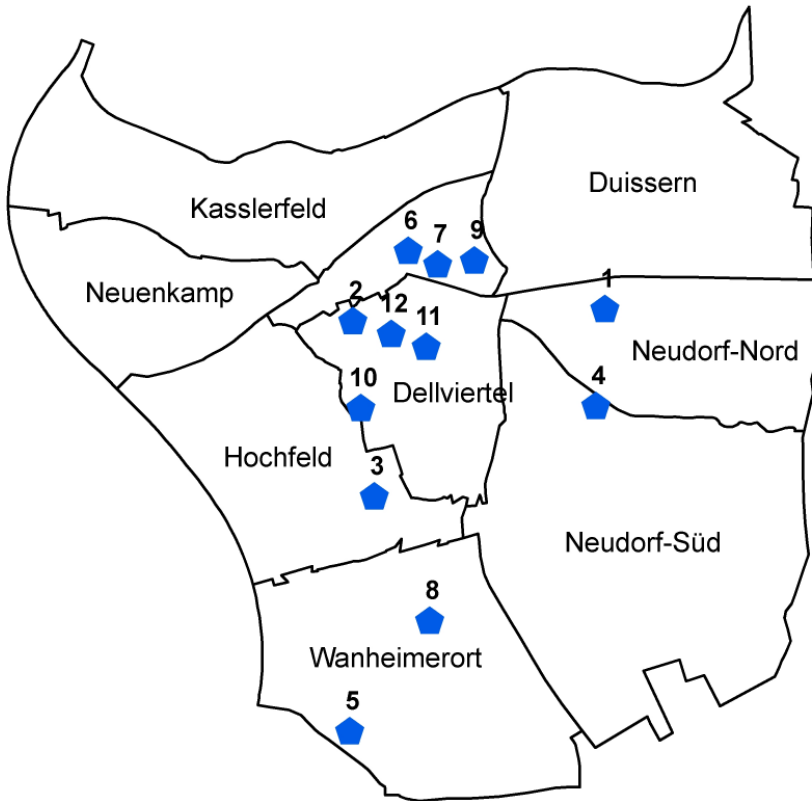 Duissern
Kasslerfeld
6
7
9
1
Neuenkamp
2
12
11
Neudorf-Nord
10
Dellviertel
4
Hochfeld
3
Neudorf-Süd
8
Wanheimerort
5